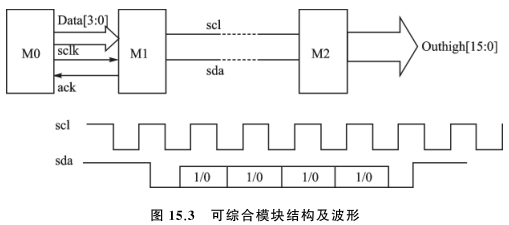 Data[3:0]
scl
M0
sclk
M1
M2
Outhigh[15:0]
ack
sda
scl
sda
1/0 1/0 1/0 1/0
图 15.3 可综合模块结构及波形